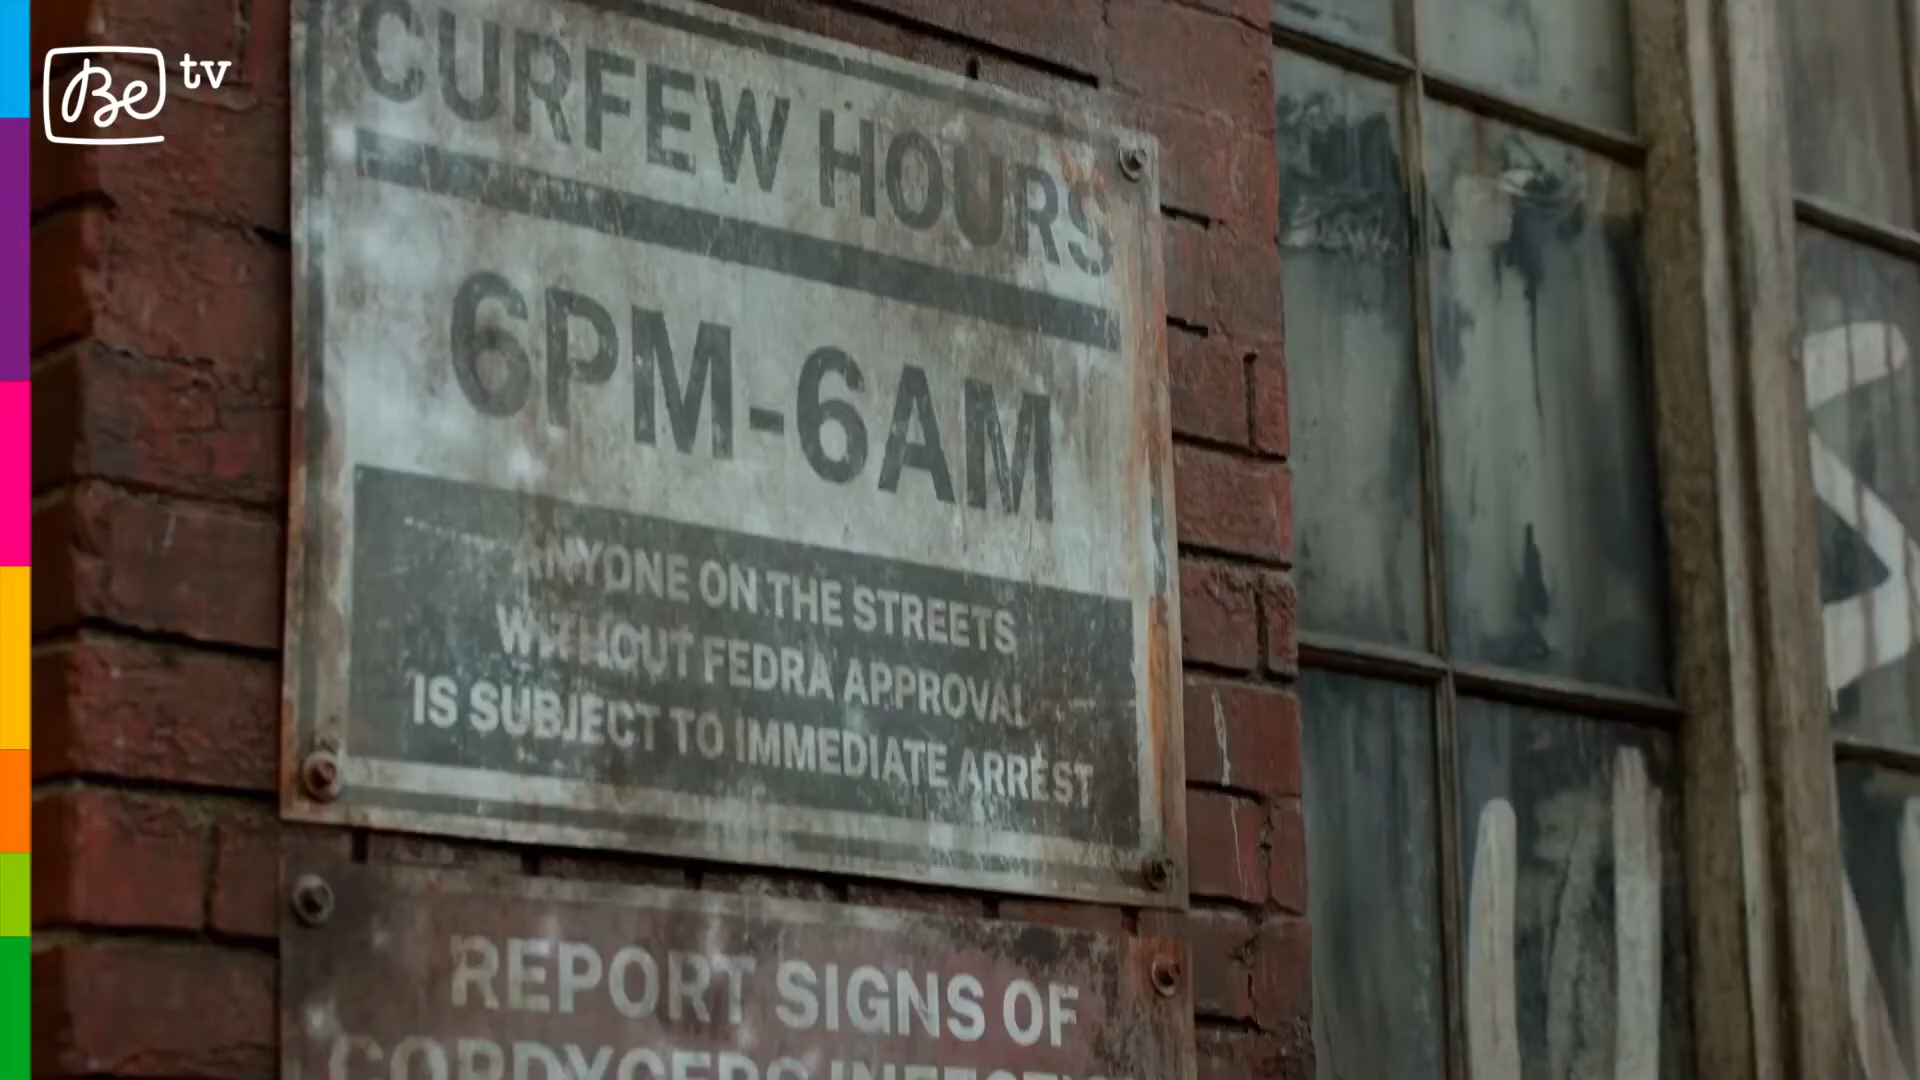 Be tv
CURFEW HOURS
6PM-6AM
ANYONE ON THE STREETS
WITHOUT FEDRA APPROVAL
IS SUBJECT TO IMMEDIATE ARREST
REPORT SIGNS OF
CORDYCEPS